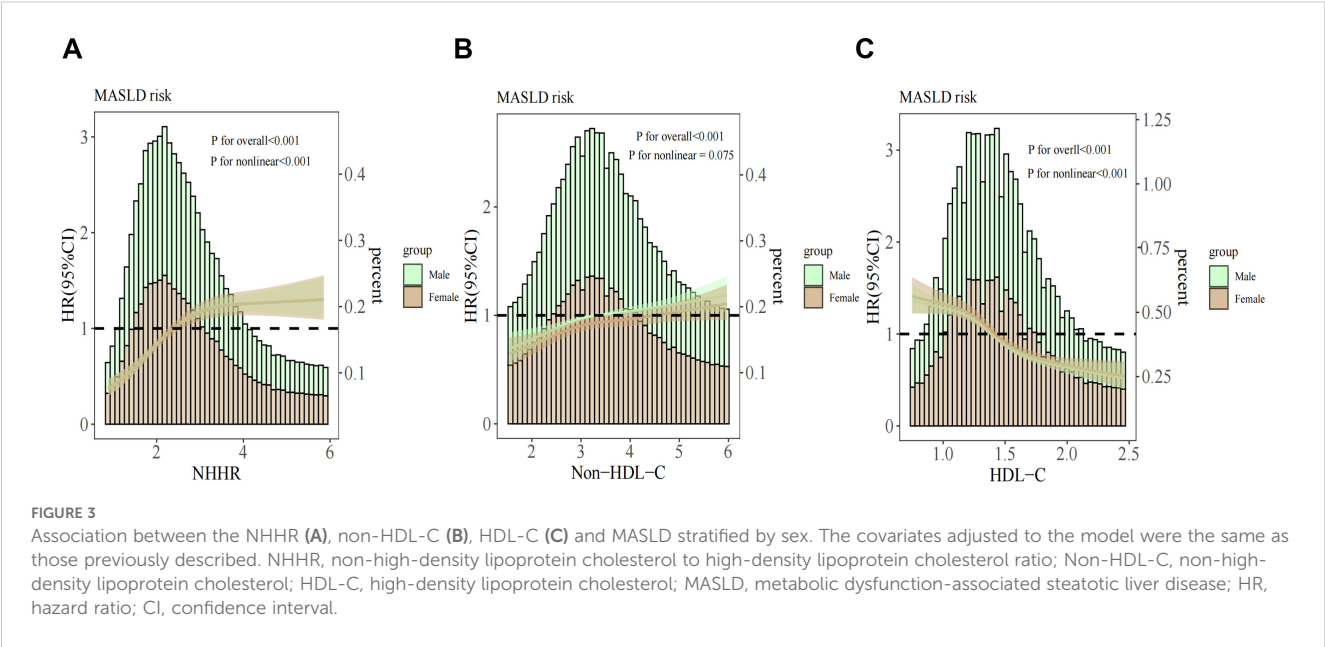 A
B
C
MASLD risk
P for overall<0.001
P for nonlinear<0.001
HR(95%CI)
3
2
1
0
0.4
0.3
0.2
0.1
percent
group
Male
Female
2
4
6
NHHR
MASLD risk
P for overall<0.001
P for nonlinear = 0.075
HR(95%CI)
2
1
0
0.4
0.3
0.2
0.1
percent
group
Male
Female
2
3
4
5
6
Non-HDL-C
MASLD risk
P for overll<0.001
P for nonlinear<0.001
HR(95%CI)
3
2
1
0
1.25
1.00
0.75
0.50
0.25
percent
group
Male
Female
1.0
1.5
2.0
2.5
HDL-C
FIGURE 3
Association between the NHHR (A), non-HDL-C (B), HDL-C (C) and MASLD stratified by sex. The covariates adjusted to the model were the same as
those previously described. NHHR, non-high-density lipoprotein cholesterol to high-density lipoprotein cholesterol ratio; Non-HDL-C, non-high-
density lipoprotein cholesterol; HDL-C, high-density lipoprotein cholesterol; MASLD, metabolic dysfunction-associated steatotic liver disease; HR,
hazard ratio; CI, confidence interval.